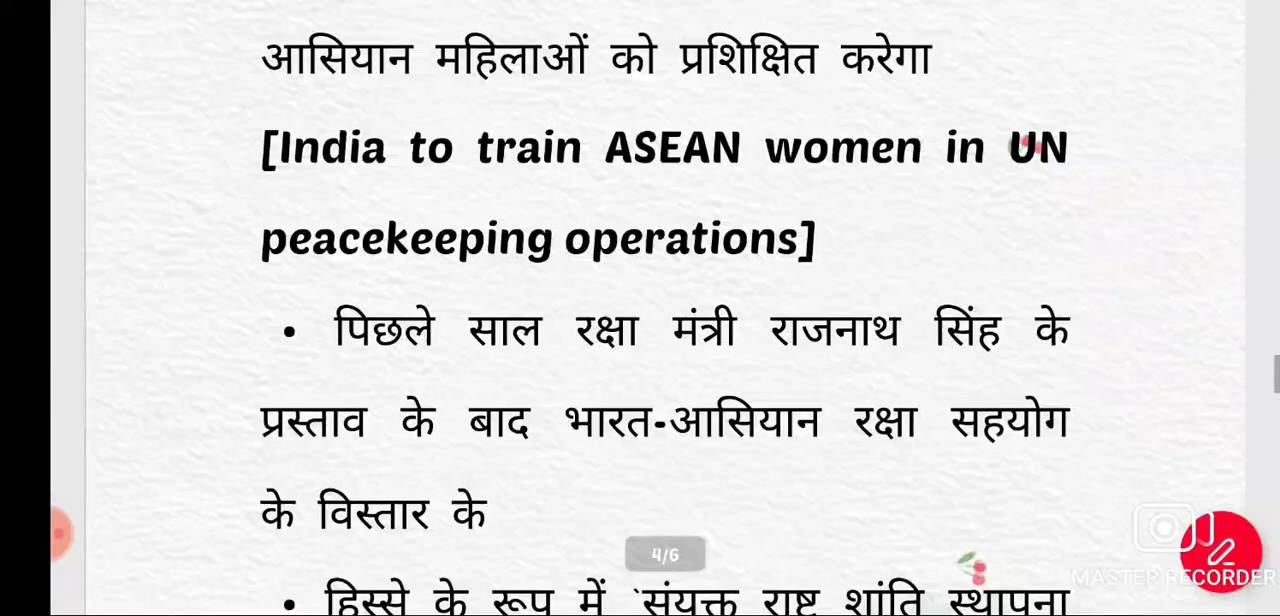 आसियान महिलाओं को प्रशिक्षित करेगा
[India to train ASEAN women in UN
peacekeeping operations]
• पिछले साल रक्षा मंत्री राजनाथ सिंह के
प्रस्ताव के बाद भारत-आसियान रक्षा सहयोग
के विस्तार के
4/6
• हिस्से के रूप में `संयुक्त राष्ट्र शांति स्थापना
MASTER RECORDER